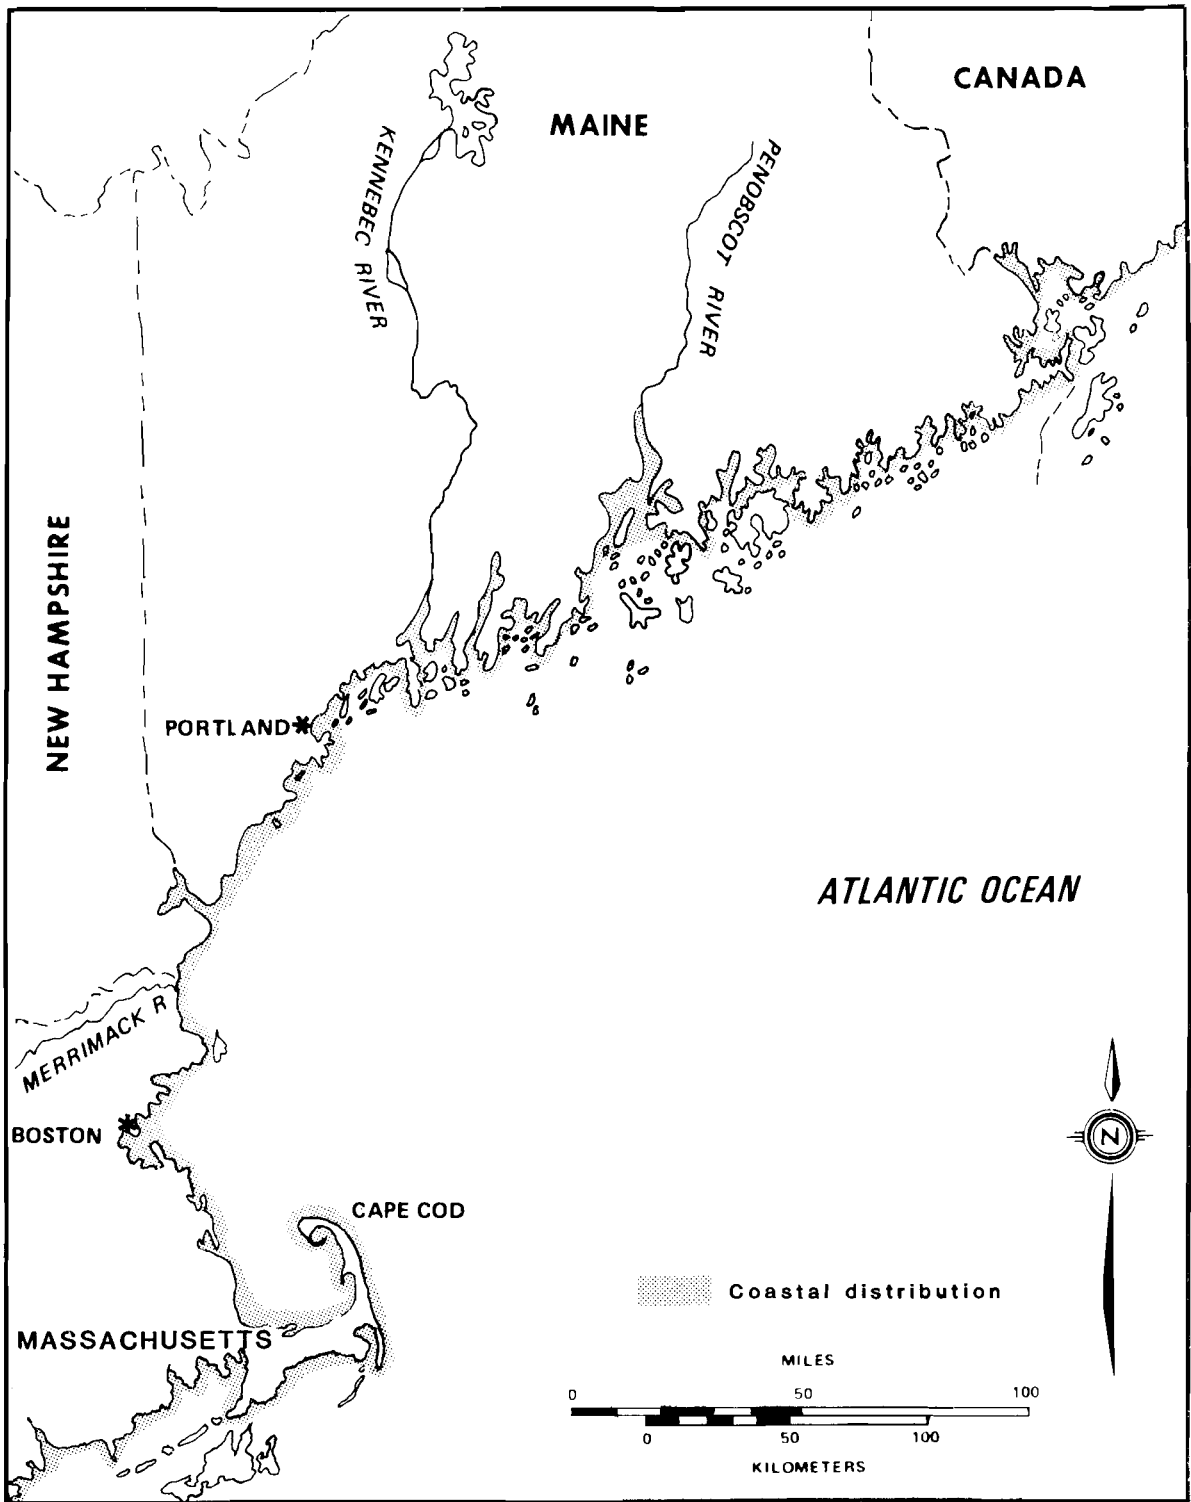 CANADA
MAINE
KENNEBEC RIVER
PENOBSCOT RIVER
NEW HAMPSHIRE
PORTLAND
ATLANTIC OCEAN
MERRIMACK R
BOSTON
N
CAPE COD
Coastal distribution
MASSACHUSETTS
MILES
0 50 100
0 50 100
KILOMETERS